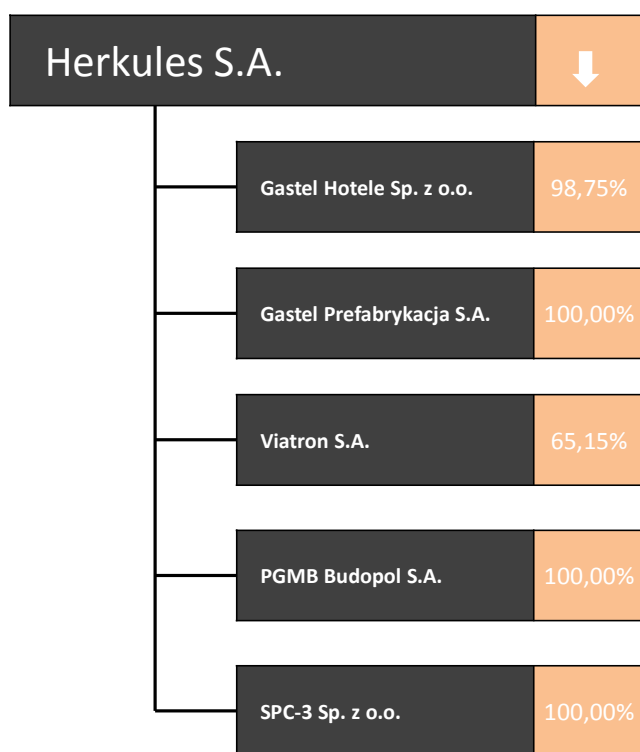 Herkules S.A.
Gastel Hotele Sp. z o.o. 98,75%
Gastel Prefabrykacja S.A. 100,00%
Viatron S.A. 65,15%
PGMB Budopol S.A. 100,00%
SPC-3 Sp. z o.o. 100,00%